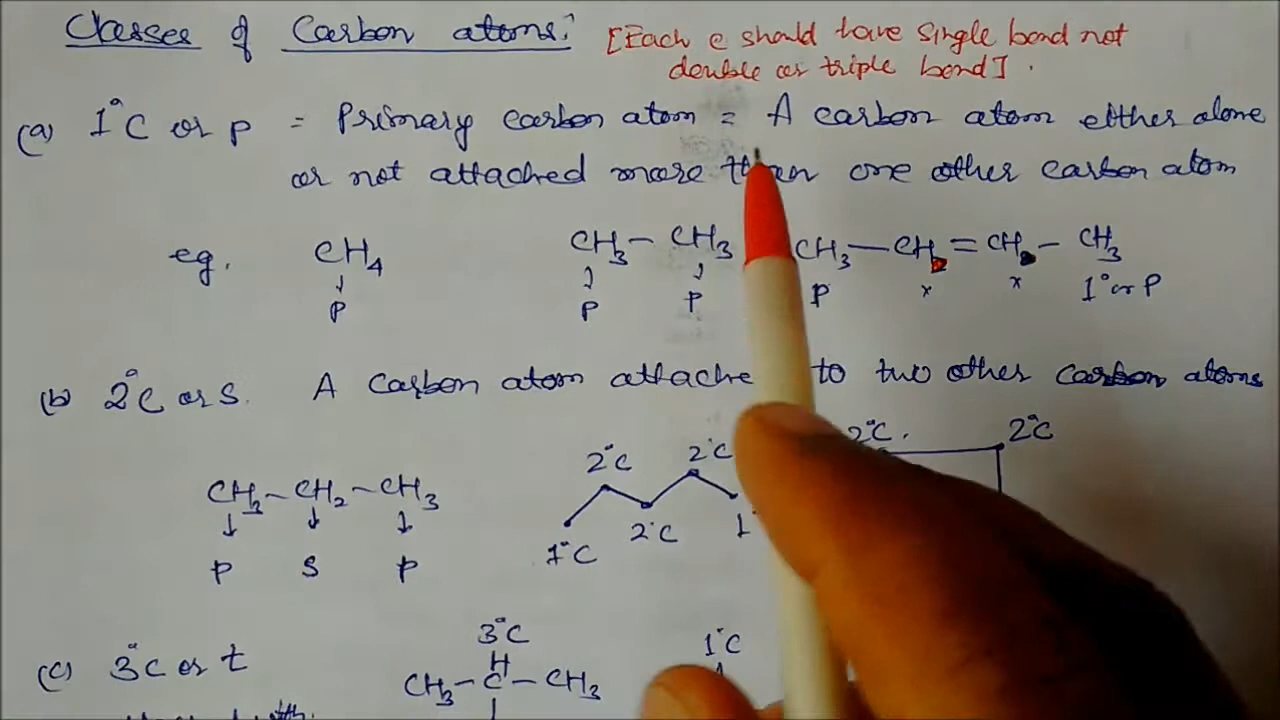 Classes of Carbon atoms:
[Each C should have Single bond not
double or triple bond].
(a) 1°C or P = Primary carbon atom = A carbon atom either alone
or not attached more than one other carbon atom
eg. CH4 CH3 - CH3 CH3 — CH = CH - CH3
P P P P x x 1° or P
(b) 2°C or S. A Carbon atom attache to two other carbon atoms
2°C 2°C 2°C. 2°C
CH3 - CH2 - CH3
1°C 2°C 1°
P S P
(c) 3°C or t 3°C 1°C
H
CH3 - C - CH3